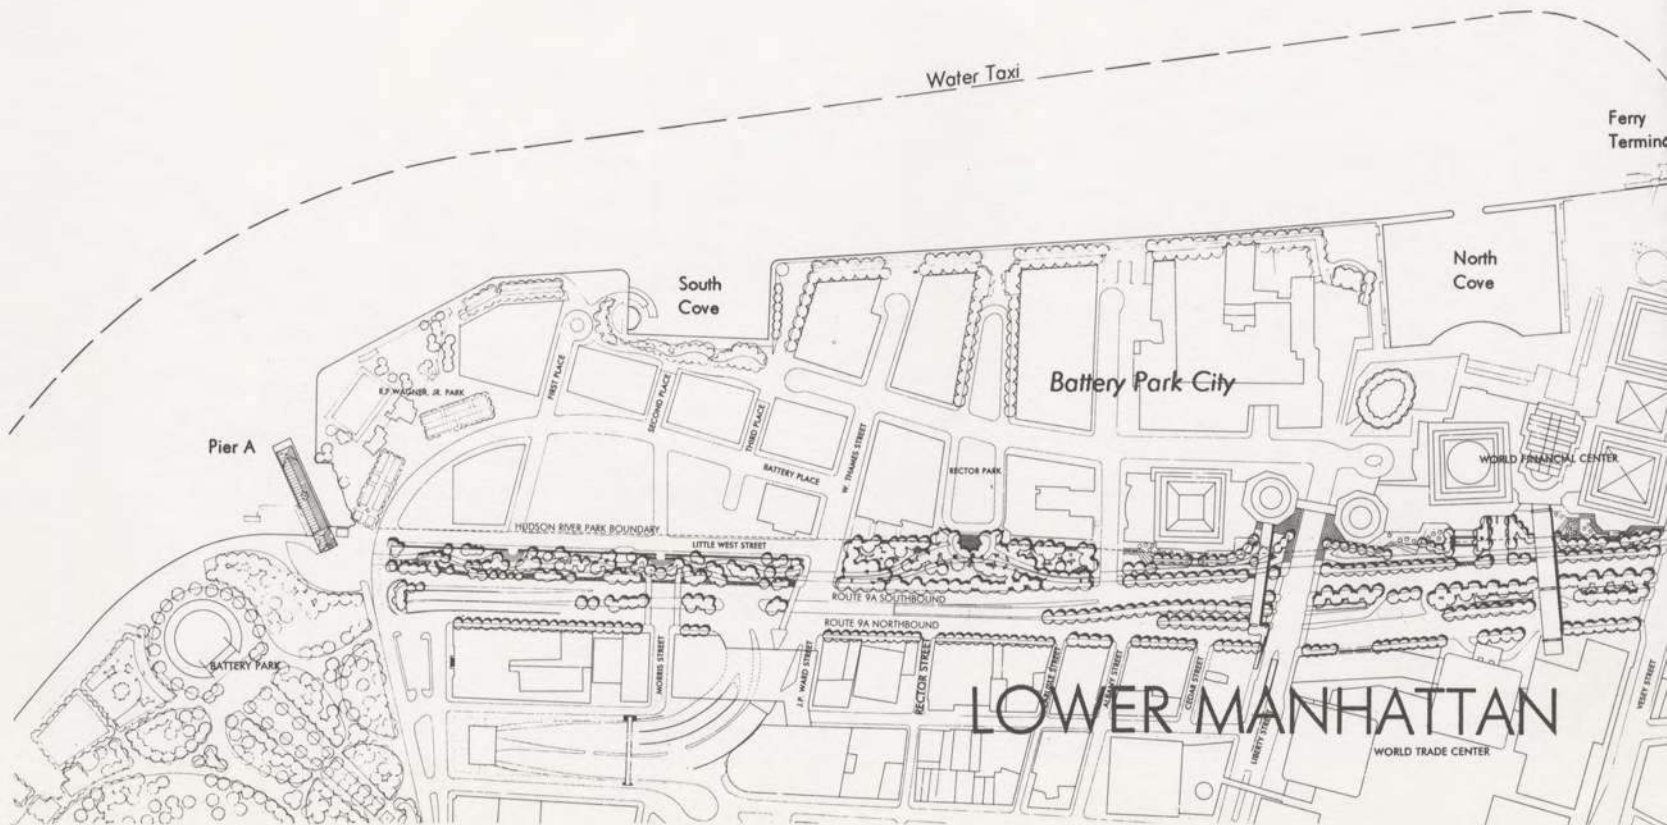 Water Taxi
Ferry
South
Cove
North
Cove
Battery Park City
FIRST PLACE
R.F. WAGNER, JR. PARK
SECOND PLACE
THIRD PLACE
Pier A
W. THAMES STREET
BATTERY PLACE
RECTOR PARK
WORLD FINANCIAL CENTER
HUDSON RIVER PARK BOUNDARY
LITTLE WEST STREET
ROUTE 9A SOUTHBOUND
ROUTE 9A NORTHBOUND
BATTERY PARK
MORRIS STREET
J.P. WARD STREET
RECTOR STREET
ALBANY STREET
CEDAR STREET
LIBERTY STREET
VESEY STREET
LOWER MANHATTAN
WORLD TRADE CENTER